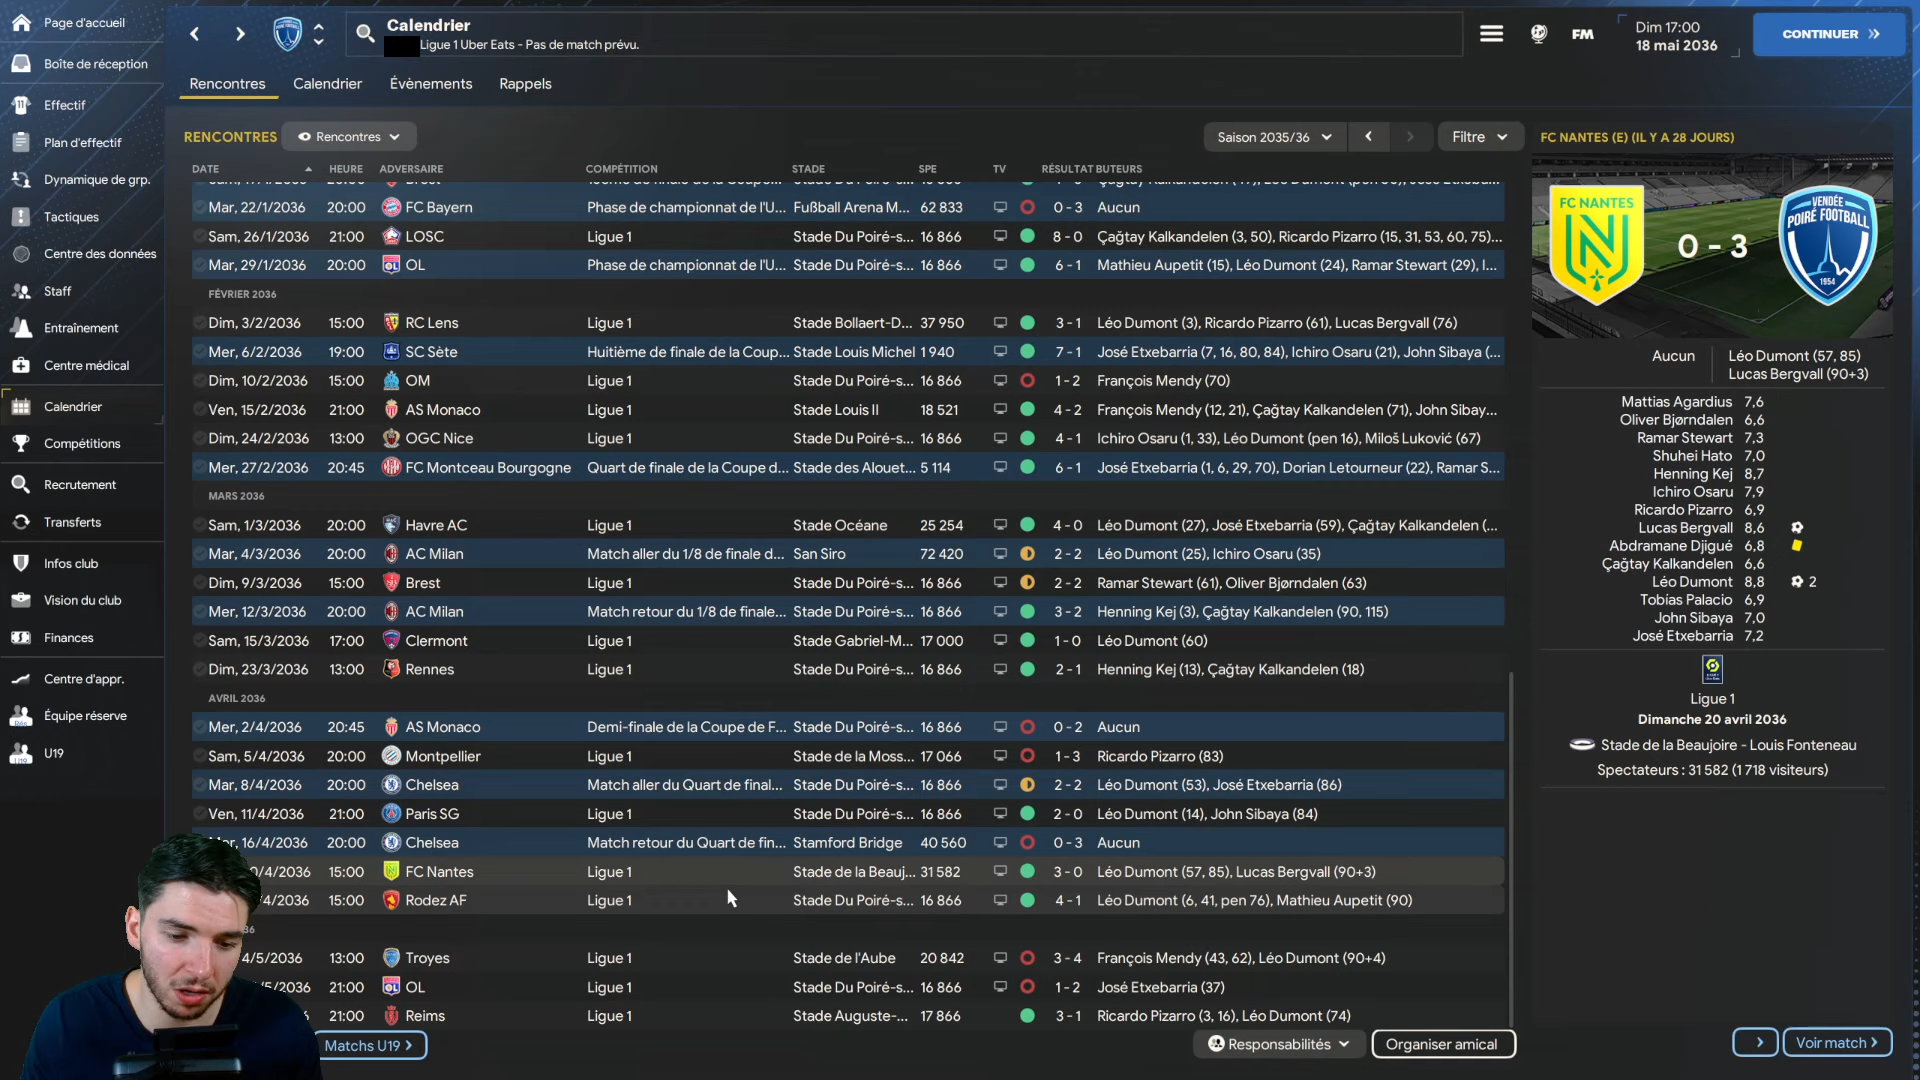 Page d'accueil
Boîte de réception
Effectif
Plan d'effectif
Dynamique de grp.
Tactiques
Centre des données
Staff
Entraînement
Centre médical
Calendrier
Compétitions
Recrutement
Transferts
Infos club
Vision du club
Finances
Centre d'appr.
Équipe réserve
U19
Calendrier
Ligue 1 Uber Eats - Pas de match prévu.
FM
Dim 17:00
18 mai 2036
CONTINUER
Rencontres Calendrier Évènements Rappels
RENCONTRES Rencontres Saison 2035/36 Filtre
DATE HEURE ADVERSAIRE COMPÉTITION STADE SPE TV RÉSULTAT BUTEURS
Mar, 22/1/2036 20:00 FC Bayern Phase de championnat de l'U... Fußball Arena M... 62 833 0 - 3 Aucun
Sam, 26/1/2036 21:00 LOSC Ligue 1 Stade Du Poiré-s... 16 866 8 - 0 Çağtay Kalkandelen (3, 50), Ricardo Pizarro (15, 31, 53, 60, 75)...
Mar, 29/1/2036 20:00 OL Phase de championnat de l'U... Stade Du Poiré-s... 16 866 6 - 1 Mathieu Aupetit (15), Léo Dumont (24), Ramar Stewart (29), I...
FÉVRIER 2036
Dim, 3/2/2036 15:00 RC Lens Ligue 1 Stade Bollaert-D... 37 950 3 - 1 Léo Dumont (3), Ricardo Pizarro (61), Lucas Bergvall (76)
Mer, 6/2/2036 19:00 SC Sète Huitième de finale de la Coup... Stade Louis Michel 1 940 7 - 1 José Etxebarria (7, 16, 80, 84), Ichiro Osaru (21), John Sibaya (...
Dim, 10/2/2036 15:00 OM Ligue 1 Stade Du Poiré-s... 16 866 1 - 2 François Mendy (70)
Ven, 15/2/2036 21:00 AS Monaco Ligue 1 Stade Louis II 18 521 4 - 2 François Mendy (12, 21), Çağtay Kalkandelen (71), John Sibay...
Dim, 24/2/2036 13:00 OGC Nice Ligue 1 Stade Du Poiré-s... 16 866 4 - 1 Ichiro Osaru (1, 33), Léo Dumont (pen 16), Miloš Luković (67)
Mer, 27/2/2036 20:45 FC Montceau Bourgogne Quart de finale de la Coupe d... Stade des Alouet... 5 114 6 - 1 José Etxebarria (1, 6, 29, 70), Dorian Letourneur (22), Ramar S...
MARS 2036
Sam, 1/3/2036 20:00 Havre AC Ligue 1 Stade Océane 25 254 4 - 0 Léo Dumont (27), José Etxebarria (59), Çağtay Kalkandelen (...
Mar, 4/3/2036 20:00 AC Milan Match aller du 1/8 de finale d... San Siro 72 420 2 - 2 Léo Dumont (25), Ichiro Osaru (35)
Dim, 9/3/2036 15:00 Brest Ligue 1 Stade Du Poiré-s... 16 866 2 - 2 Ramar Stewart (61), Oliver Bjørndalen (63)
Mer, 12/3/2036 20:00 AC Milan Match retour du 1/8 de finale... Stade Du Poiré-s... 16 866 3 - 2 Henning Kej (3), Çağtay Kalkandelen (90, 115)
Sam, 15/3/2036 17:00 Clermont Ligue 1 Stade Gabriel-M... 17 000 1 - 0 Léo Dumont (60)
Dim, 23/3/2036 13:00 Rennes Ligue 1 Stade Du Poiré-s... 16 866 2 - 1 Henning Kej (13), Çağtay Kalkandelen (18)
AVRIL 2036
Mer, 2/4/2036 20:45 AS Monaco Demi-finale de la Coupe de F... Stade Du Poiré-s... 16 866 0 - 2 Aucun
Sam, 5/4/2036 20:00 Montpellier Ligue 1 Stade de la Moss... 17 066 1 - 3 Ricardo Pizarro (83)
Mar, 8/4/2036 20:00 Chelsea Match aller du Quart de final... Stade Du Poiré-s... 16 866 2 - 2 Léo Dumont (53), José Etxebarria (86)
Ven, 11/4/2036 21:00 Paris SG Ligue 1 Stade Du Poiré-s... 16 866 2 - 0 Léo Dumont (14), John Sibaya (84)
16/4/2036 20:00 Chelsea Match retour du Quart de fin... Stamford Bridge 40 560 0 - 3 Aucun
0/4/2036 15:00 FC Nantes Ligue 1 Stade de la Beauj... 31 582 3 - 0 Léo Dumont (57, 85), Lucas Bergvall (90+3)
/4/2036 15:00 Rodez AF Ligue 1 Stade Du Poiré-s... 16 866 4 - 1 Léo Dumont (6, 41, pen 76), Mathieu Aupetit (90)
36
4/5/2036 13:00 Troyes Ligue 1 Stade de l'Aube 20 842 3 - 4 François Mendy (43, 62), Léo Dumont (90+4)
/5/2036 21:00 OL Ligue 1 Stade Du Poiré-s... 16 866 1 - 2 José Etxebarria (37)
6 21:00 Reims Ligue 1 Stade Auguste-... 17 866 3 - 1 Ricardo Pizarro (3, 16), Léo Dumont (74)
Matchs U19 Responsabilités Organiser amical
FC NANTES (E) (IL Y A 28 JOURS)
FC NANTES
0 - 3
VENDÉE
POIRÉ FOOTBALL
1954
Aucun
Léo Dumont (57, 85)
Lucas Bergvall (90+3)
Mattias Agardius 7,6
Oliver Bjørndalen 6,6
Ramar Stewart 7,3
Shuhei Hato 7,0
Henning Kej 8,7
Ichiro Osaru 7,9
Ricardo Pizarro 6,9
Lucas Bergvall 8,6
Abdramane Djigué 6,8
Çağtay Kalkandelen 6,6
Léo Dumont 8,8 2
Tobías Palacio 6,9
John Sibaya 7,0
José Etxebarria 7,2
Ligue 1
Dimanche 20 avril 2036
Stade de la Beaujoire - Louis Fonteneau
Spectateurs : 31 582 (1 718 visiteurs)
Voir match